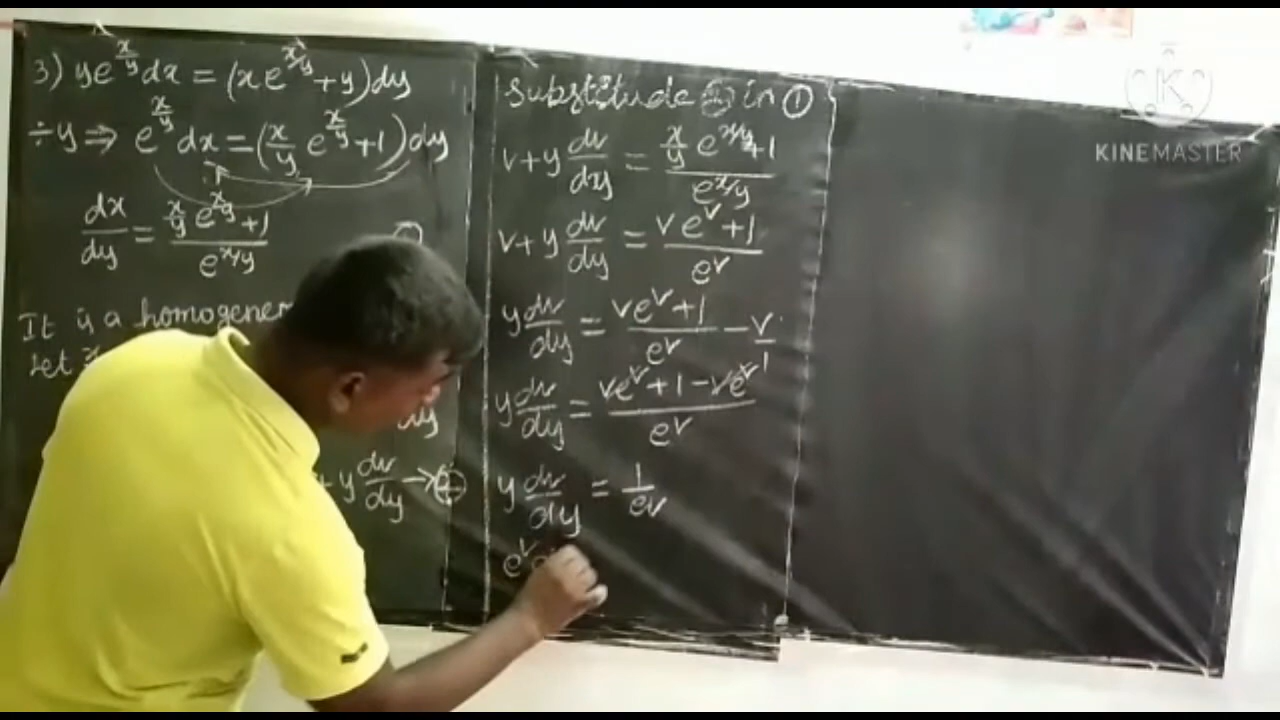 3) ye^{x/y} dx = (xe^{x/y} + y) dy
÷y ⇒ e^{x/y} dx = (x/y e^{x/y} + 1) dy
dx/dy = (x/y e^{x/y} + 1)/e^{x/y}
It is a
Let
dy
+ y dv/dy →
Substitude in ①
v + y dv/dy = (x/y e^{x/y} + 1)/e^{x/y}
v + y dv/dy = (ve^v + 1)/e^v
y dv/dy = (ve^v + 1)/e^v - v/1
y dv/dy = (ve^v + 1 - ve^v)/e^v
y dv/dy = 1/e^v
e^v
K
KINEMASTER